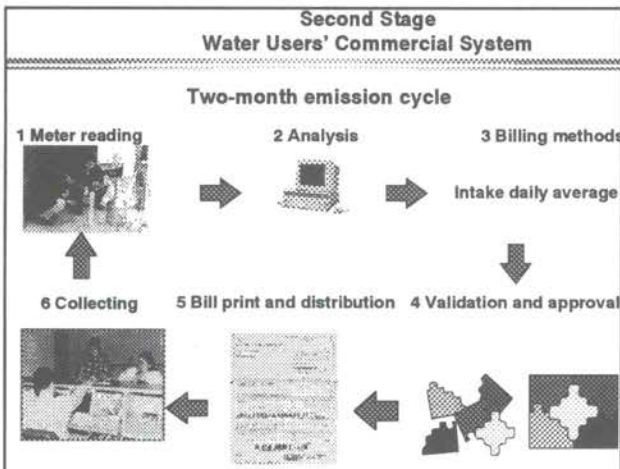 Second Stage
Water Users' Commercial System
Two-month emission cycle
1 Meter reading
2 Analysis
3 Billing methods
Intake daily average
6 Collecting
5 Bill print and distribution
4 Validation and approval